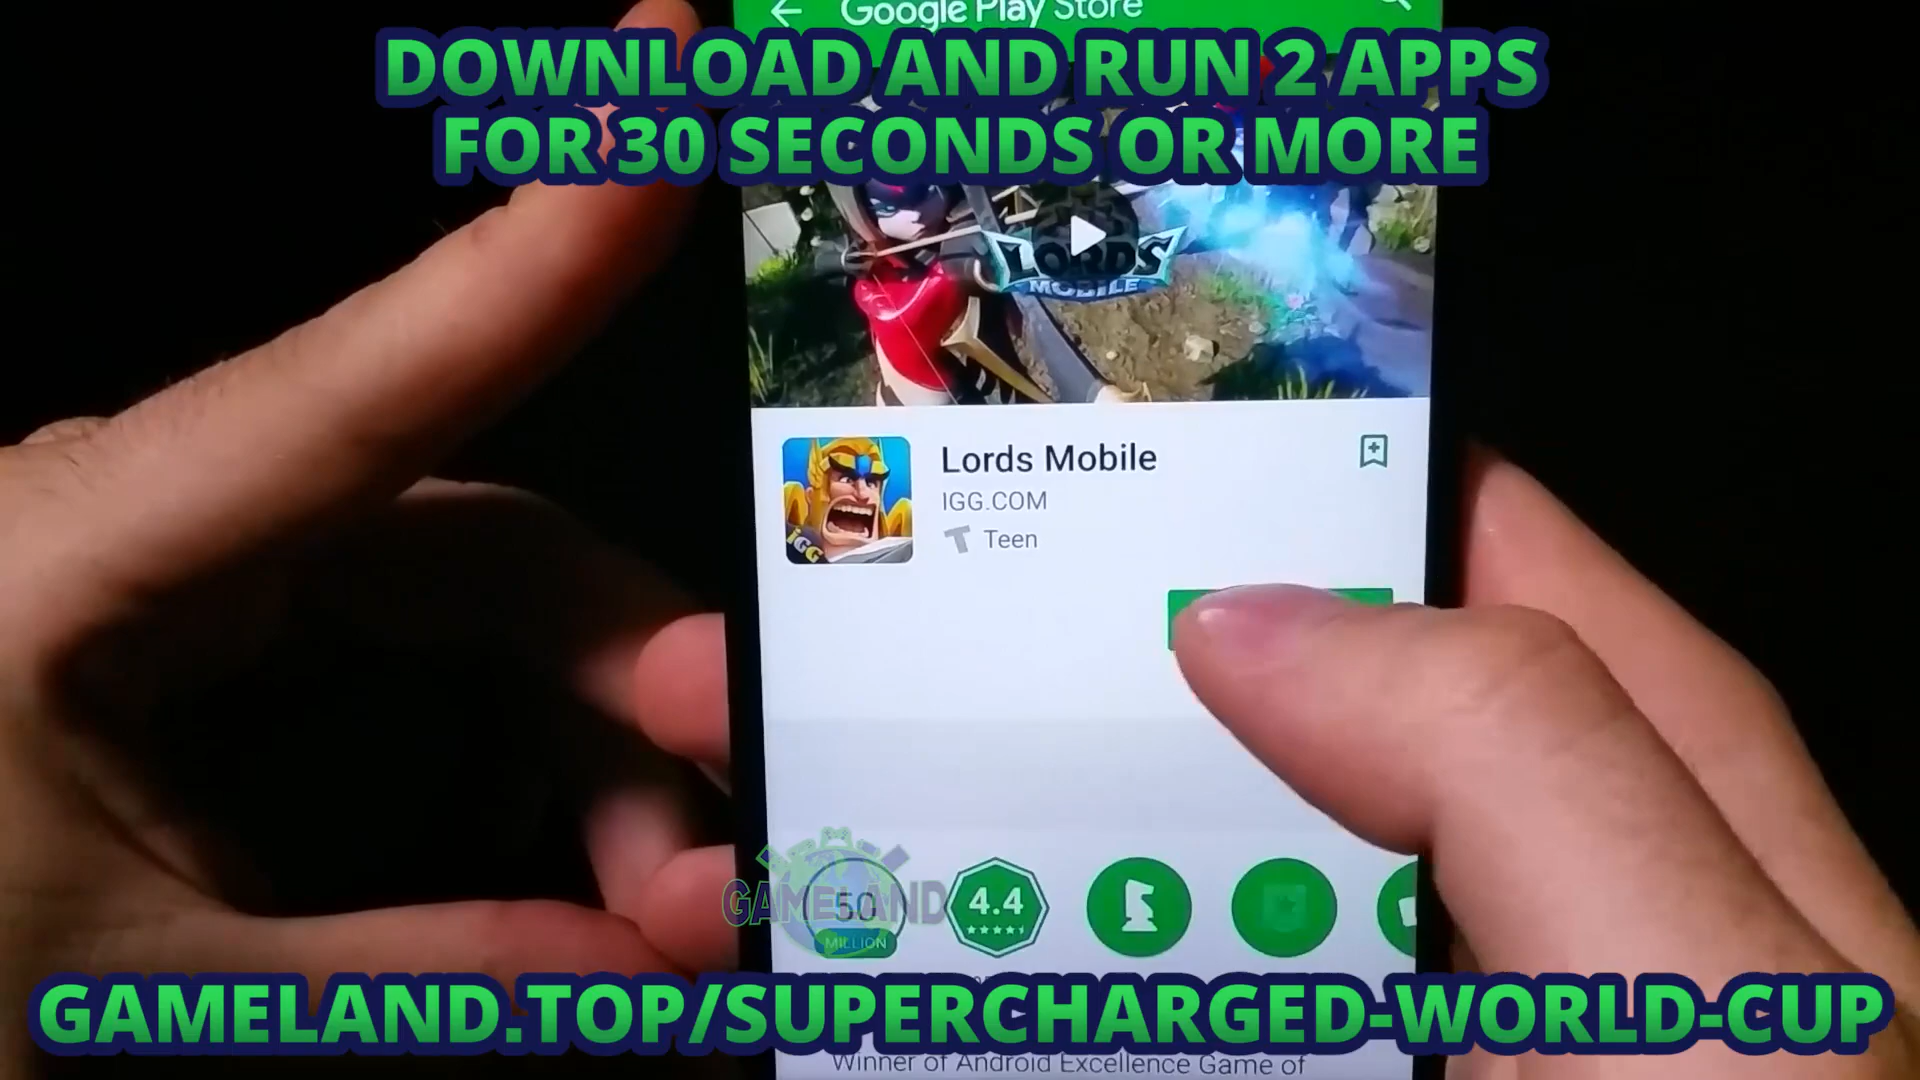 Google Play Store
DOWNLOAD AND RUN 2 APPS
FOR 30 SECONDS OR MORE
LORDS
MOBILE
Lords Mobile
IGG.COM
IGG
Teen
GAMELAND
50
MILLION
4.4
GAMELAND.TOP/SUPERCHARGED-WORLD-CUP
Winner of Android Excellence Game of